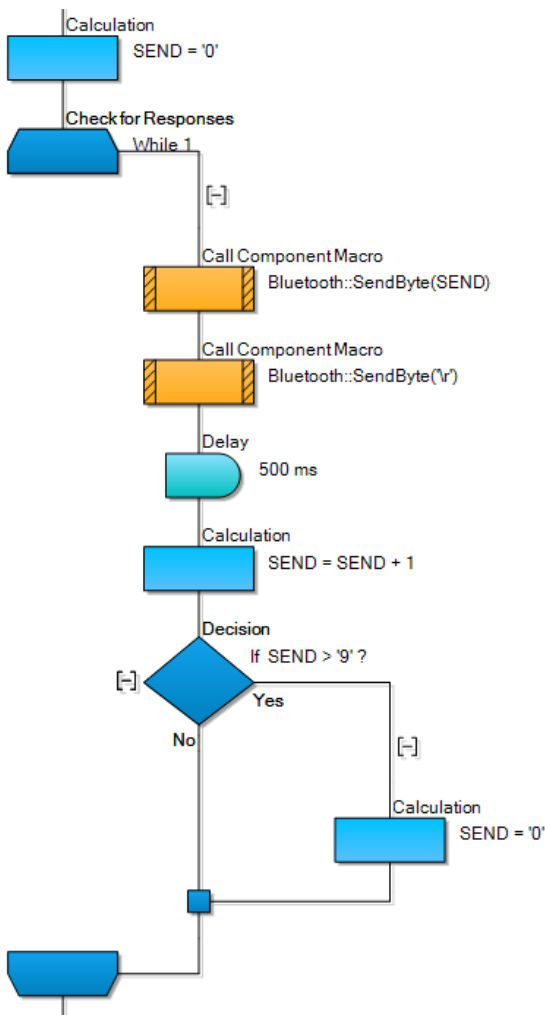 Calculation
SEND = '0'
Check for Responses
While 1
[-]
Call Component Macro
Bluetooth::SendByte(SEND)
Call Component Macro
Bluetooth::SendByte('\r')
Delay
500 ms
Calculation
SEND = SEND + 1
Decision
If SEND > '9' ?
[-]
Yes
No
[-]
Calculation
SEND = '0'